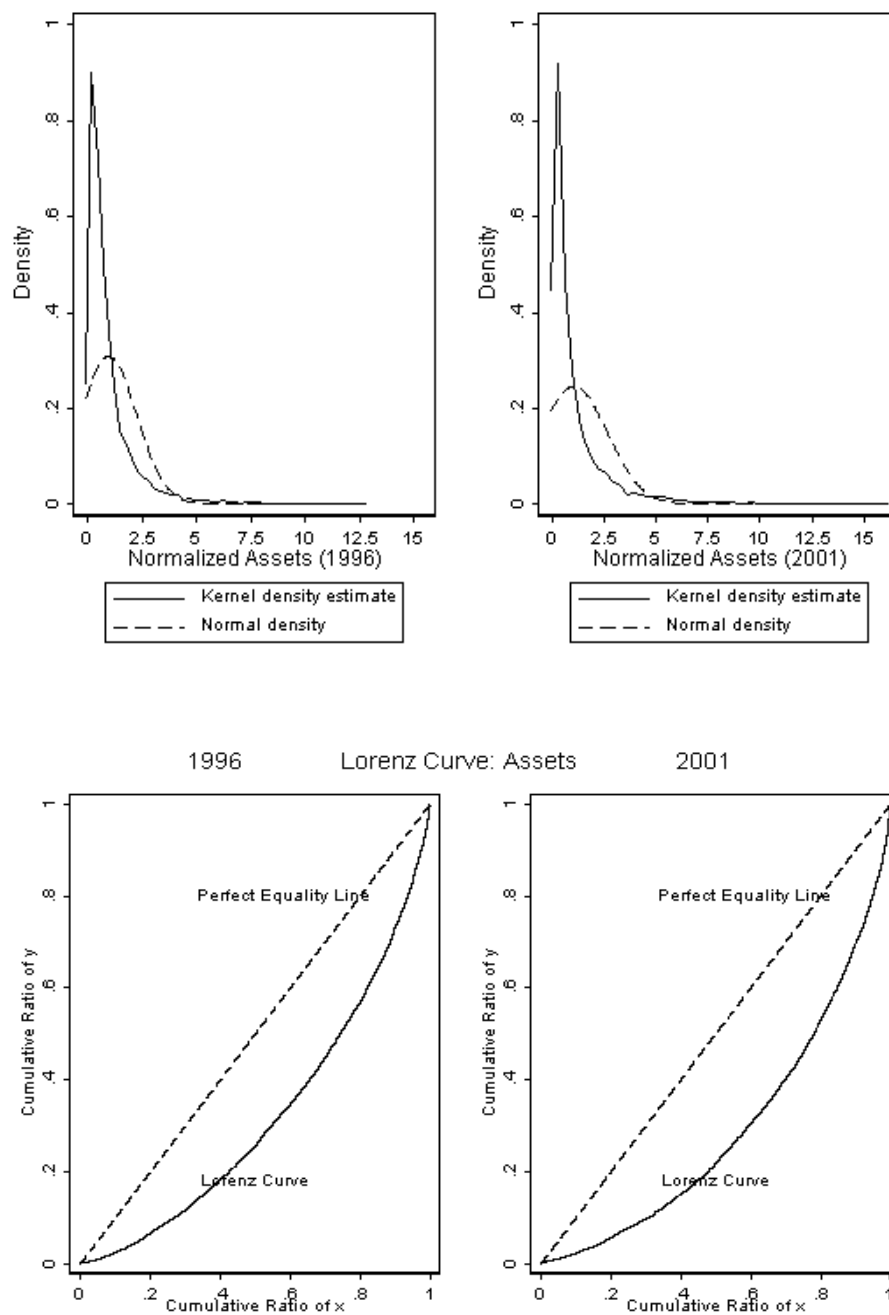 1
.8
.6
.4
.2
0
Density
0 2.5 5 7.5 10 12.5 15
Normalized Assets (1996)
Kernel density estimate
Normal density
1
.8
.6
.4
.2
0
Density
0 2.5 5 7.5 10 12.5 15
Normalized Assets (2001)
Kernel density estimate
Normal density
1996 Lorenz Curve: Assets 2001
1
.8
.6
.4
.2
0
Cumulative Ratio of y
Perfect Equality Line
Lorenz Curve
0 .2 .4 .6 .8 1
Cumulative Ratio of x
1
.8
.6
.4
.2
0
Cumulative Ratio of y
Perfect Equality Line
Lorenz Curve
0 .2 .4 .6 .8 1
Cumulative Ratio of x